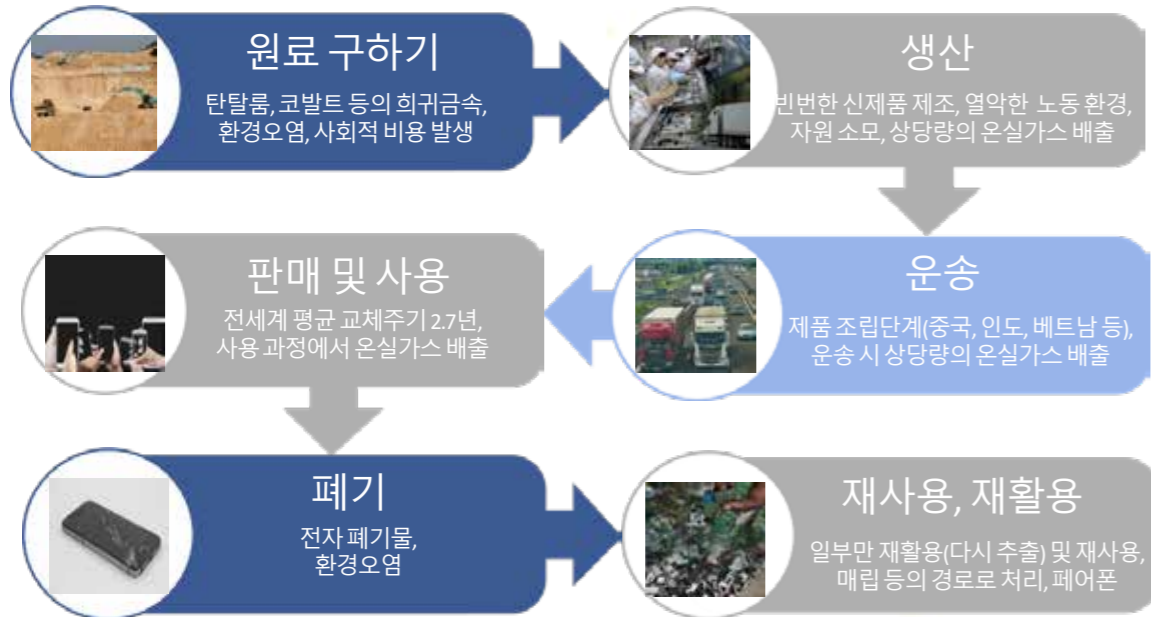 원료 구하기
탄탈룸, 코발트 등의 희귀금속,
환경오염, 사회적 비용 발생
생산
빈번한 신제품 제조, 열악한 노동 환경,
자원 소모, 상당량의 온실가스 배출
운송
제품 조립단계(중국, 인도, 베트남 등),
운송 시 상당량의 온실가스 배출
판매 및 사용
전세계 평균 교체주기 2.7년,
사용 과정에서 온실가스 배출
폐기
전자 폐기물,
환경오염
재사용, 재활용
일부만 재활용(다시 추출) 및 재사용,
매립 등의 경로로 처리, 페어폰